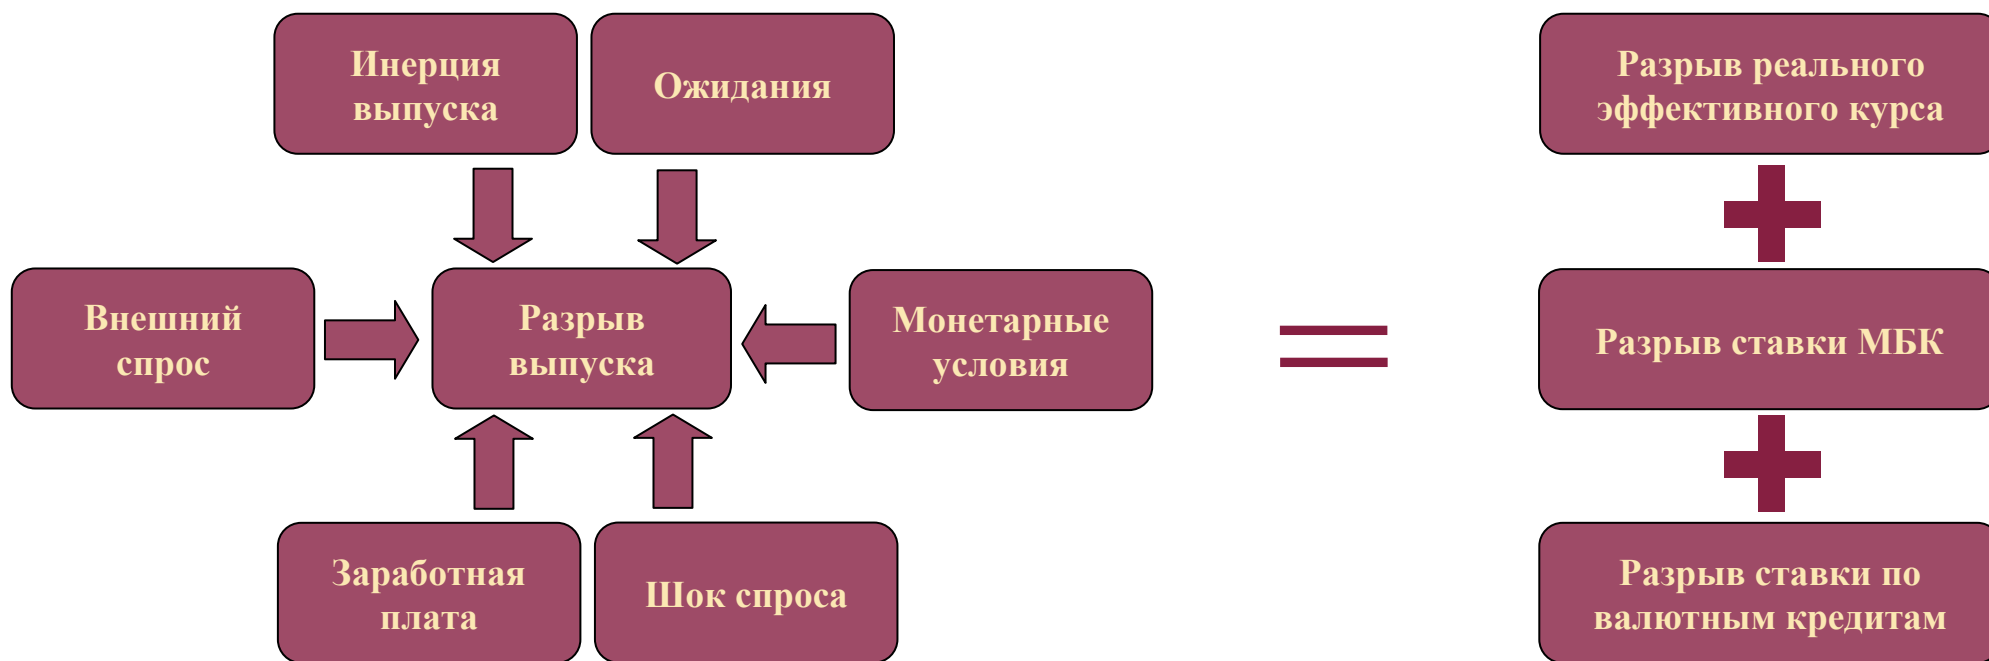 Инерция
выпуска
Ожидания
Разрыв реального
эффективного курса
Внешний
спрос
Разрыв
выпуска
Монетарные
условия
Разрыв ставки МБК
Заработная
плата
Шок спроса
Разрыв ставки по
валютным кредитам